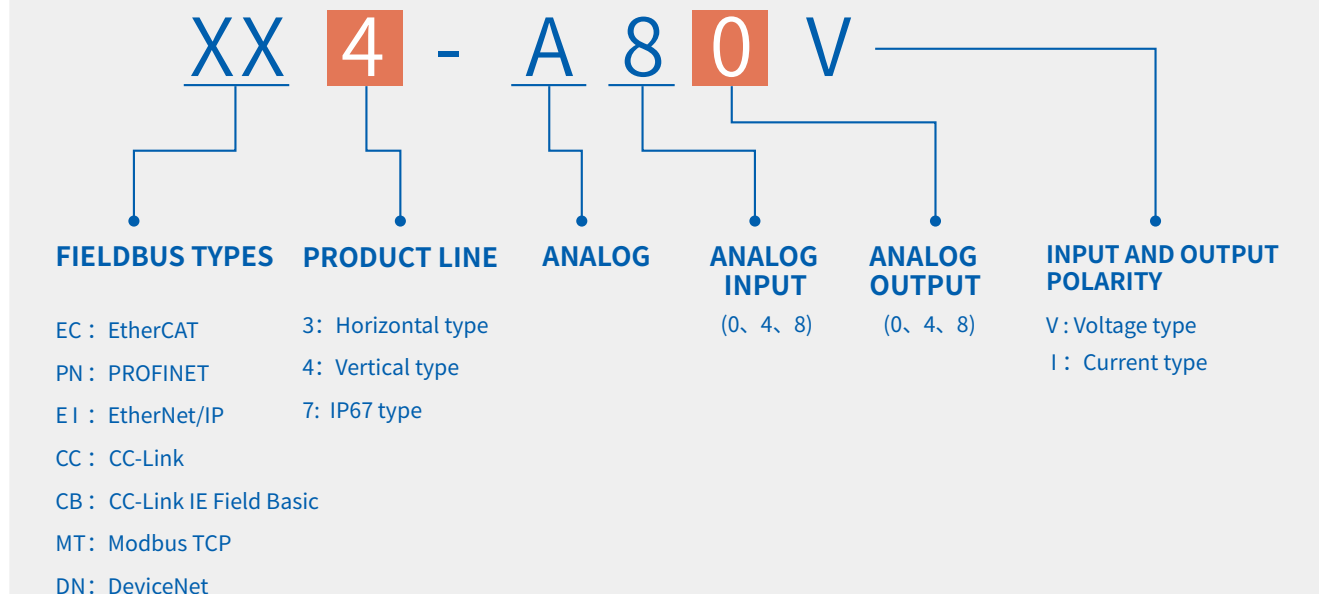 XX 4 - A 8 0 V
FIELDBUS TYPES
EC： EtherCAT
PN： PROFINET
EI： EtherNet/IP
CC： CC-Link
CB： CC-Link IE Field Basic
MT： Modbus TCP
DN： DeviceNet
PRODUCT LINE
3： Horizontal type
4： Vertical type
7: IP67 type
ANALOG
ANALOG
INPUT
(0、4、8)
ANALOG
OUTPUT
(0、4、8)
INPUT AND OUTPUT
POLARITY
V : Voltage type
I： Current type